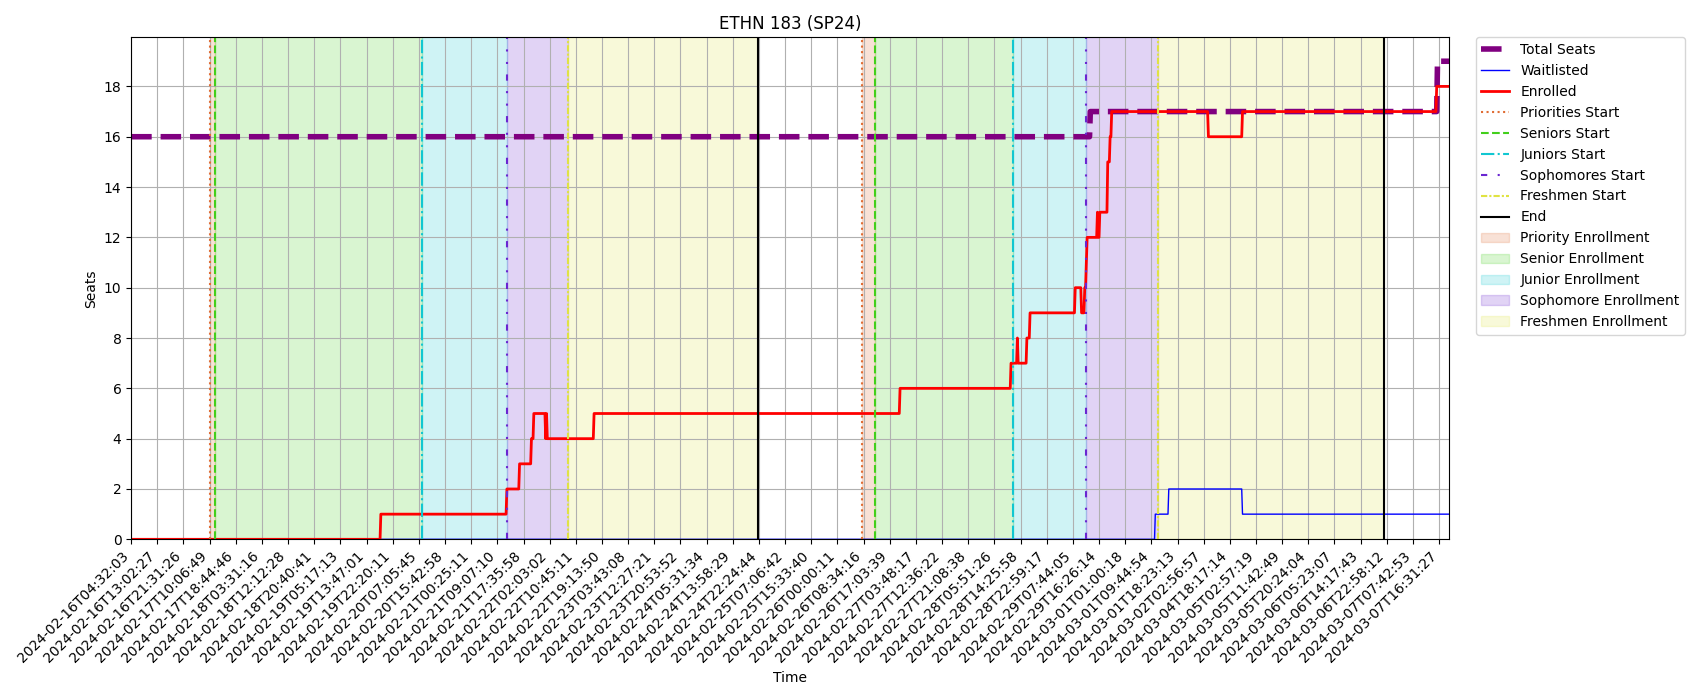 ETHN 183 (SP24)
Seats
18
16
14
12
10
8
6
4
2
0
2024-02-16T04:32:03
2024-02-16T13:02:27
2024-02-16T21:31:26
2024-02-17T10:06:49
2024-02-17T18:44:46
2024-02-18T03:31:16
2024-02-18T12:12:28
2024-02-18T20:40:41
2024-02-19T05:17:13
2024-02-19T13:47:01
2024-02-19T22:20:11
2024-02-20T07:05:45
2024-02-20T15:42:58
2024-02-21T00:25:11
2024-02-21T09:07:10
2024-02-21T17:35:58
2024-02-22T02:03:02
2024-02-22T10:45:11
2024-02-22T19:13:50
2024-02-23T03:43:08
2024-02-23T12:27:21
2024-02-23T20:53:52
2024-02-24T05:31:34
2024-02-24T13:58:29
2024-02-24T22:24:44
2024-02-25T07:06:42
2024-02-25T15:33:40
2024-02-26T00:00:11
2024-02-26T08:34:16
2024-02-26T17:03:39
2024-02-27T03:48:17
2024-02-27T12:36:22
2024-02-27T21:08:38
2024-02-28T05:51:26
2024-02-28T14:25:58
2024-02-28T22:59:17
2024-02-29T07:44:05
2024-02-29T16:26:14
2024-03-01T01:00:18
2024-03-01T09:44:54
2024-03-01T18:23:13
2024-03-02T02:56:57
2024-03-04T18:17:14
2024-03-05T02:57:19
2024-03-05T11:42:49
2024-03-05T20:24:04
2024-03-06T05:23:07
2024-03-06T14:17:43
2024-03-06T22:58:12
2024-03-07T07:42:53
2024-03-07T16:31:27
Time
Total Seats
Waitlisted
Enrolled
Priorities Start
Seniors Start
Juniors Start
Sophomores Start
Freshmen Start
End
Priority Enrollment
Senior Enrollment
Junior Enrollment
Sophomore Enrollment
Freshmen Enrollment